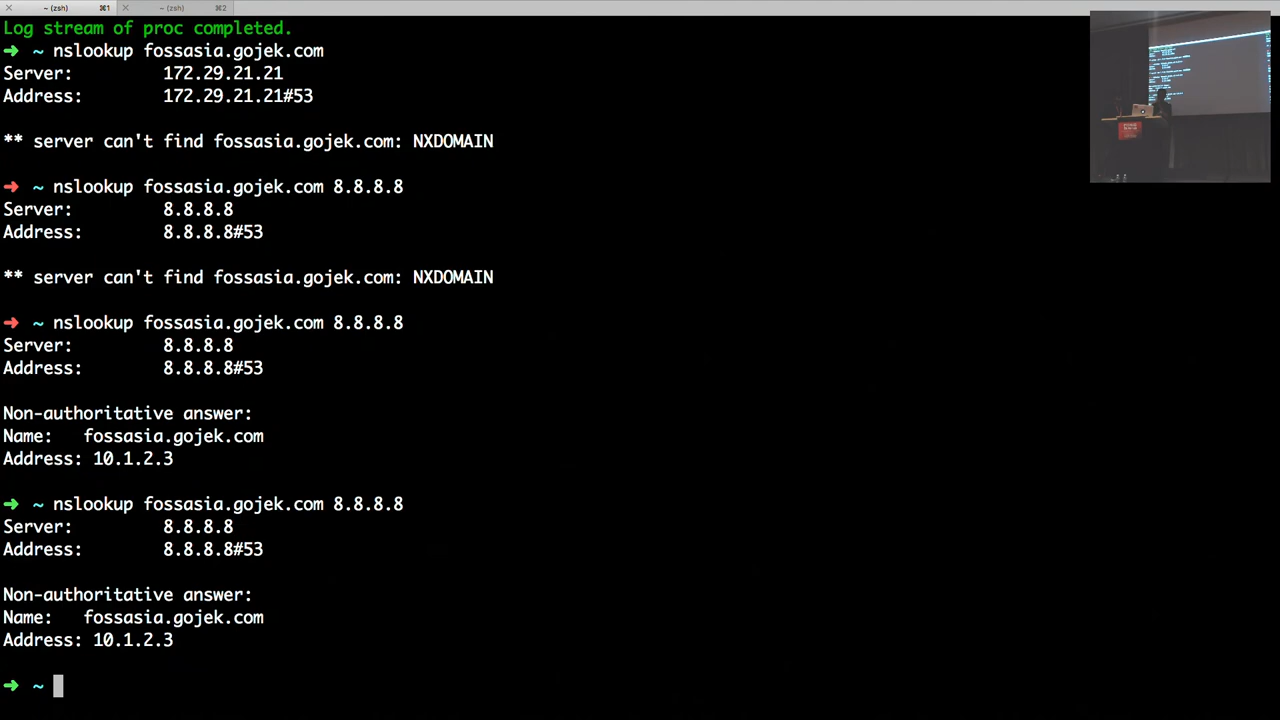 ~ (zsh) ⌘1 ~ (zsh) ⌘2
Log stream of proc completed.
➜ ~ nslookup fossasia.gojek.com
Server: 172.29.21.21
Address: 172.29.21.21#53
** server can't find fossasia.gojek.com: NXDOMAIN
➜ ~ nslookup fossasia.gojek.com 8.8.8.8
Server: 8.8.8.8
Address: 8.8.8.8#53
** server can't find fossasia.gojek.com: NXDOMAIN
➜ ~ nslookup fossasia.gojek.com 8.8.8.8
Server: 8.8.8.8
Address: 8.8.8.8#53
Non-authoritative answer:
Name: fossasia.gojek.com
Address: 10.1.2.3
➜ ~ nslookup fossasia.gojek.com 8.8.8.8
Server: 8.8.8.8
Address: 8.8.8.8#53
Non-authoritative answer:
Name: fossasia.gojek.com
Address: 10.1.2.3
➜ ~